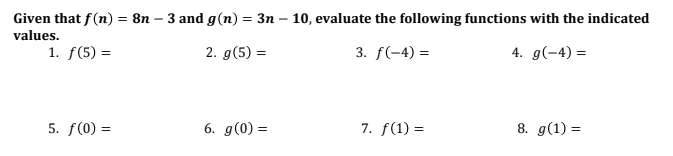 Given that f(n) = 8n − 3 and g(n) = 3n − 10, evaluate the following functions with the indicated
values.
1. f(5) = 2. g(5) = 3. f(−4) = 4. g(−4) =
5. f(0) = 6. g(0) = 7. f(1) = 8. g(1) =